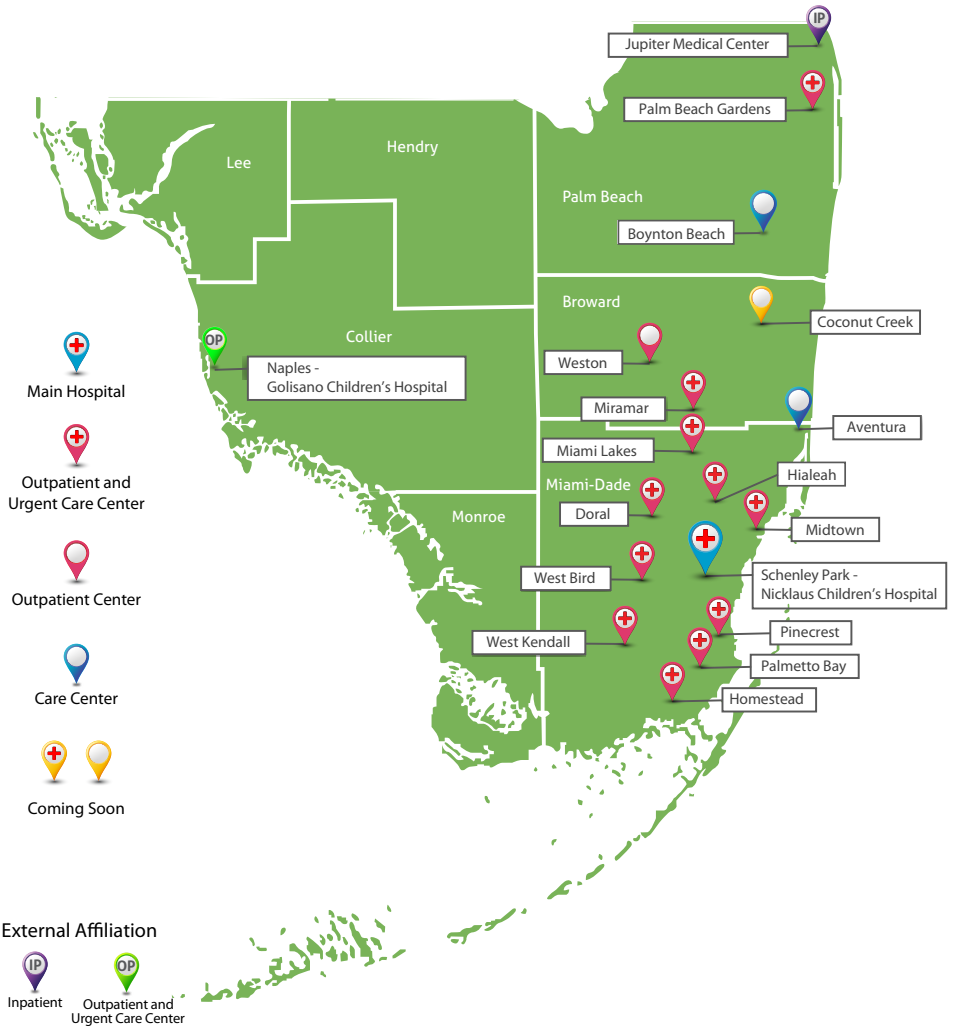 IP
Jupiter Medical Center
Palm Beach Gardens
Lee
Hendry
Palm Beach
Boynton Beach
Broward
Coconut Creek
OP
Collier
Naples -
Golisano Children's Hospital
Weston
Miramar
Aventura
Miami Lakes
Miami-Dade
Hialeah
Doral
Midtown
Monroe
West Bird
Schenley Park -
Nicklaus Children's Hospital
West Kendall
Pinecrest
Palmetto Bay
Homestead
Main Hospital
Outpatient and
Urgent Care Center
Outpatient Center
Care Center
Coming Soon
External Affiliation
IP
Inpatient
OP
Outpatient and
Urgent Care Center